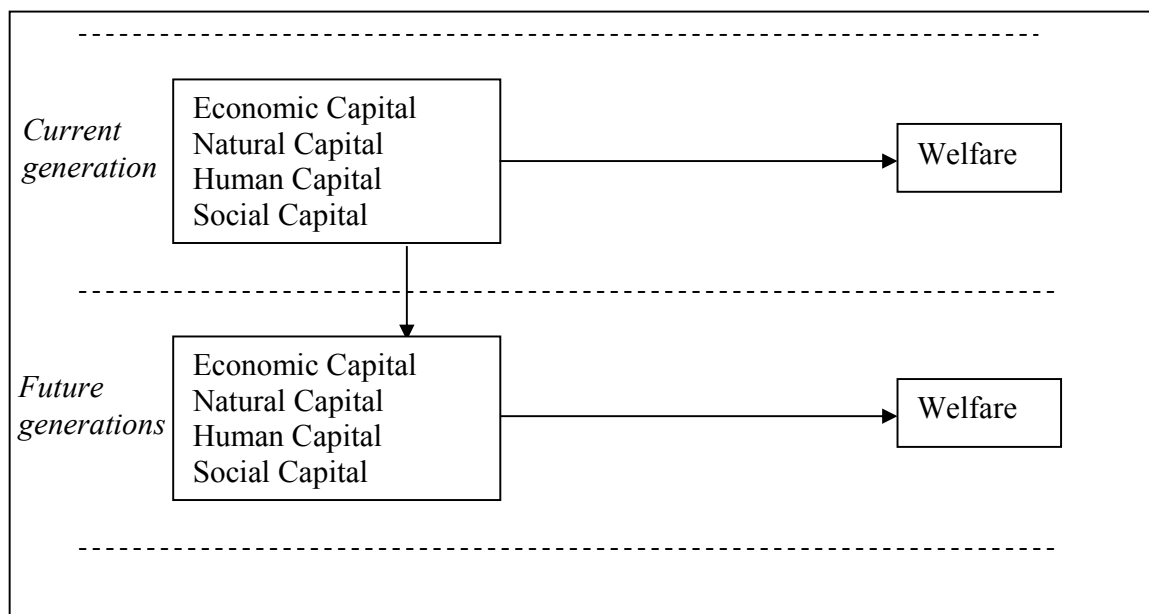 Current
generation
Economic Capital
Natural Capital
Human Capital
Social Capital
Welfare
Future
generations
Economic Capital
Natural Capital
Human Capital
Social Capital
Welfare